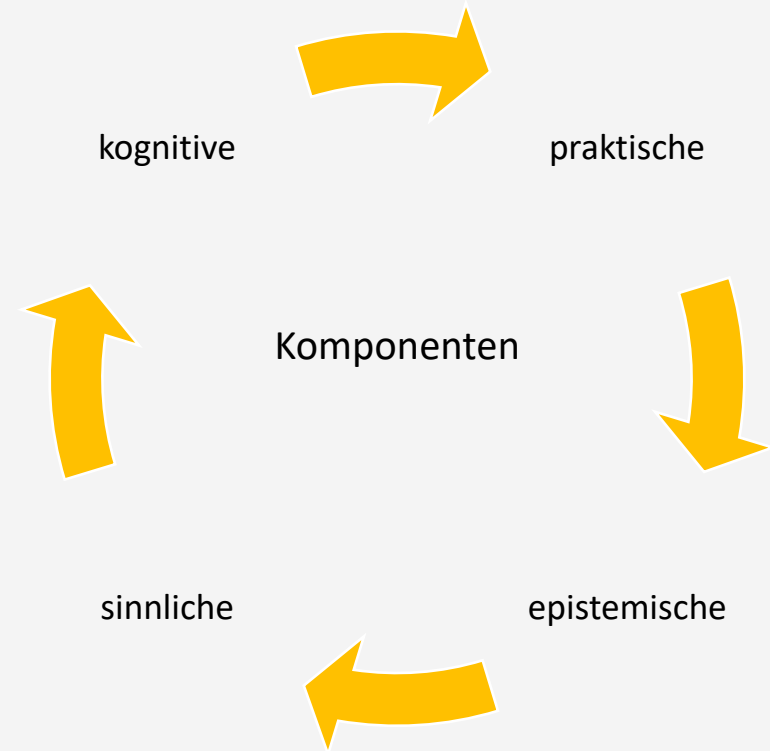 kognitive
praktische
Komponenten
sinnliche
epistemische